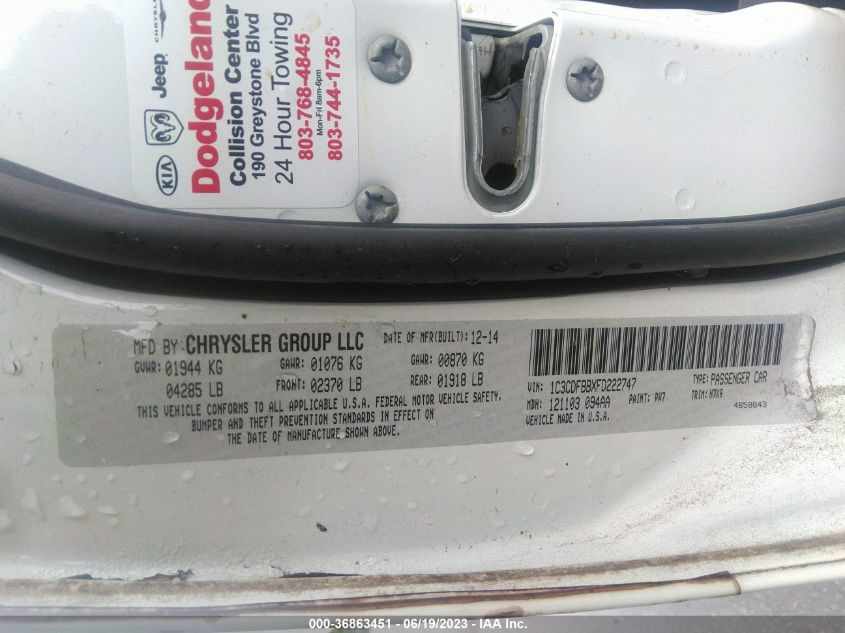 CHRYSLER
Jeep
KIA
Dodgeland
Collision Center
190 Greystone Blvd
24 Hour Towing
803-768-4845
Mon-Fri 8am-6pm
803-744-1735
MFD BY CHRYSLER GROUP LLC DATE OF MFR(BUILT): 12-14
GVWR: 01944 KG GAWR: 01076 KG GAWR: 00870 KG
04285 LB FRONT: 02370 LB REAR: 01918 LB
THIS VEHICLE CONFORMS TO ALL APPLICABLE U.S.A. FEDERAL MOTOR VEHICLE SAFETY,
BUMPER AND THEFT PREVENTION STANDARDS IN EFFECT ON
THE DATE OF MANUFACTURE SHOWN ABOVE.
VIN: 1C3CDFBBXFD222747 TYPE: PASSENGER CAR
MDH: 121103 094AA PAINT: PW7 TRIM: H7X9
VEHICLE MADE IN U.S.A. 4658643
000-36863451 - 06/19/2023 - IAA Inc.